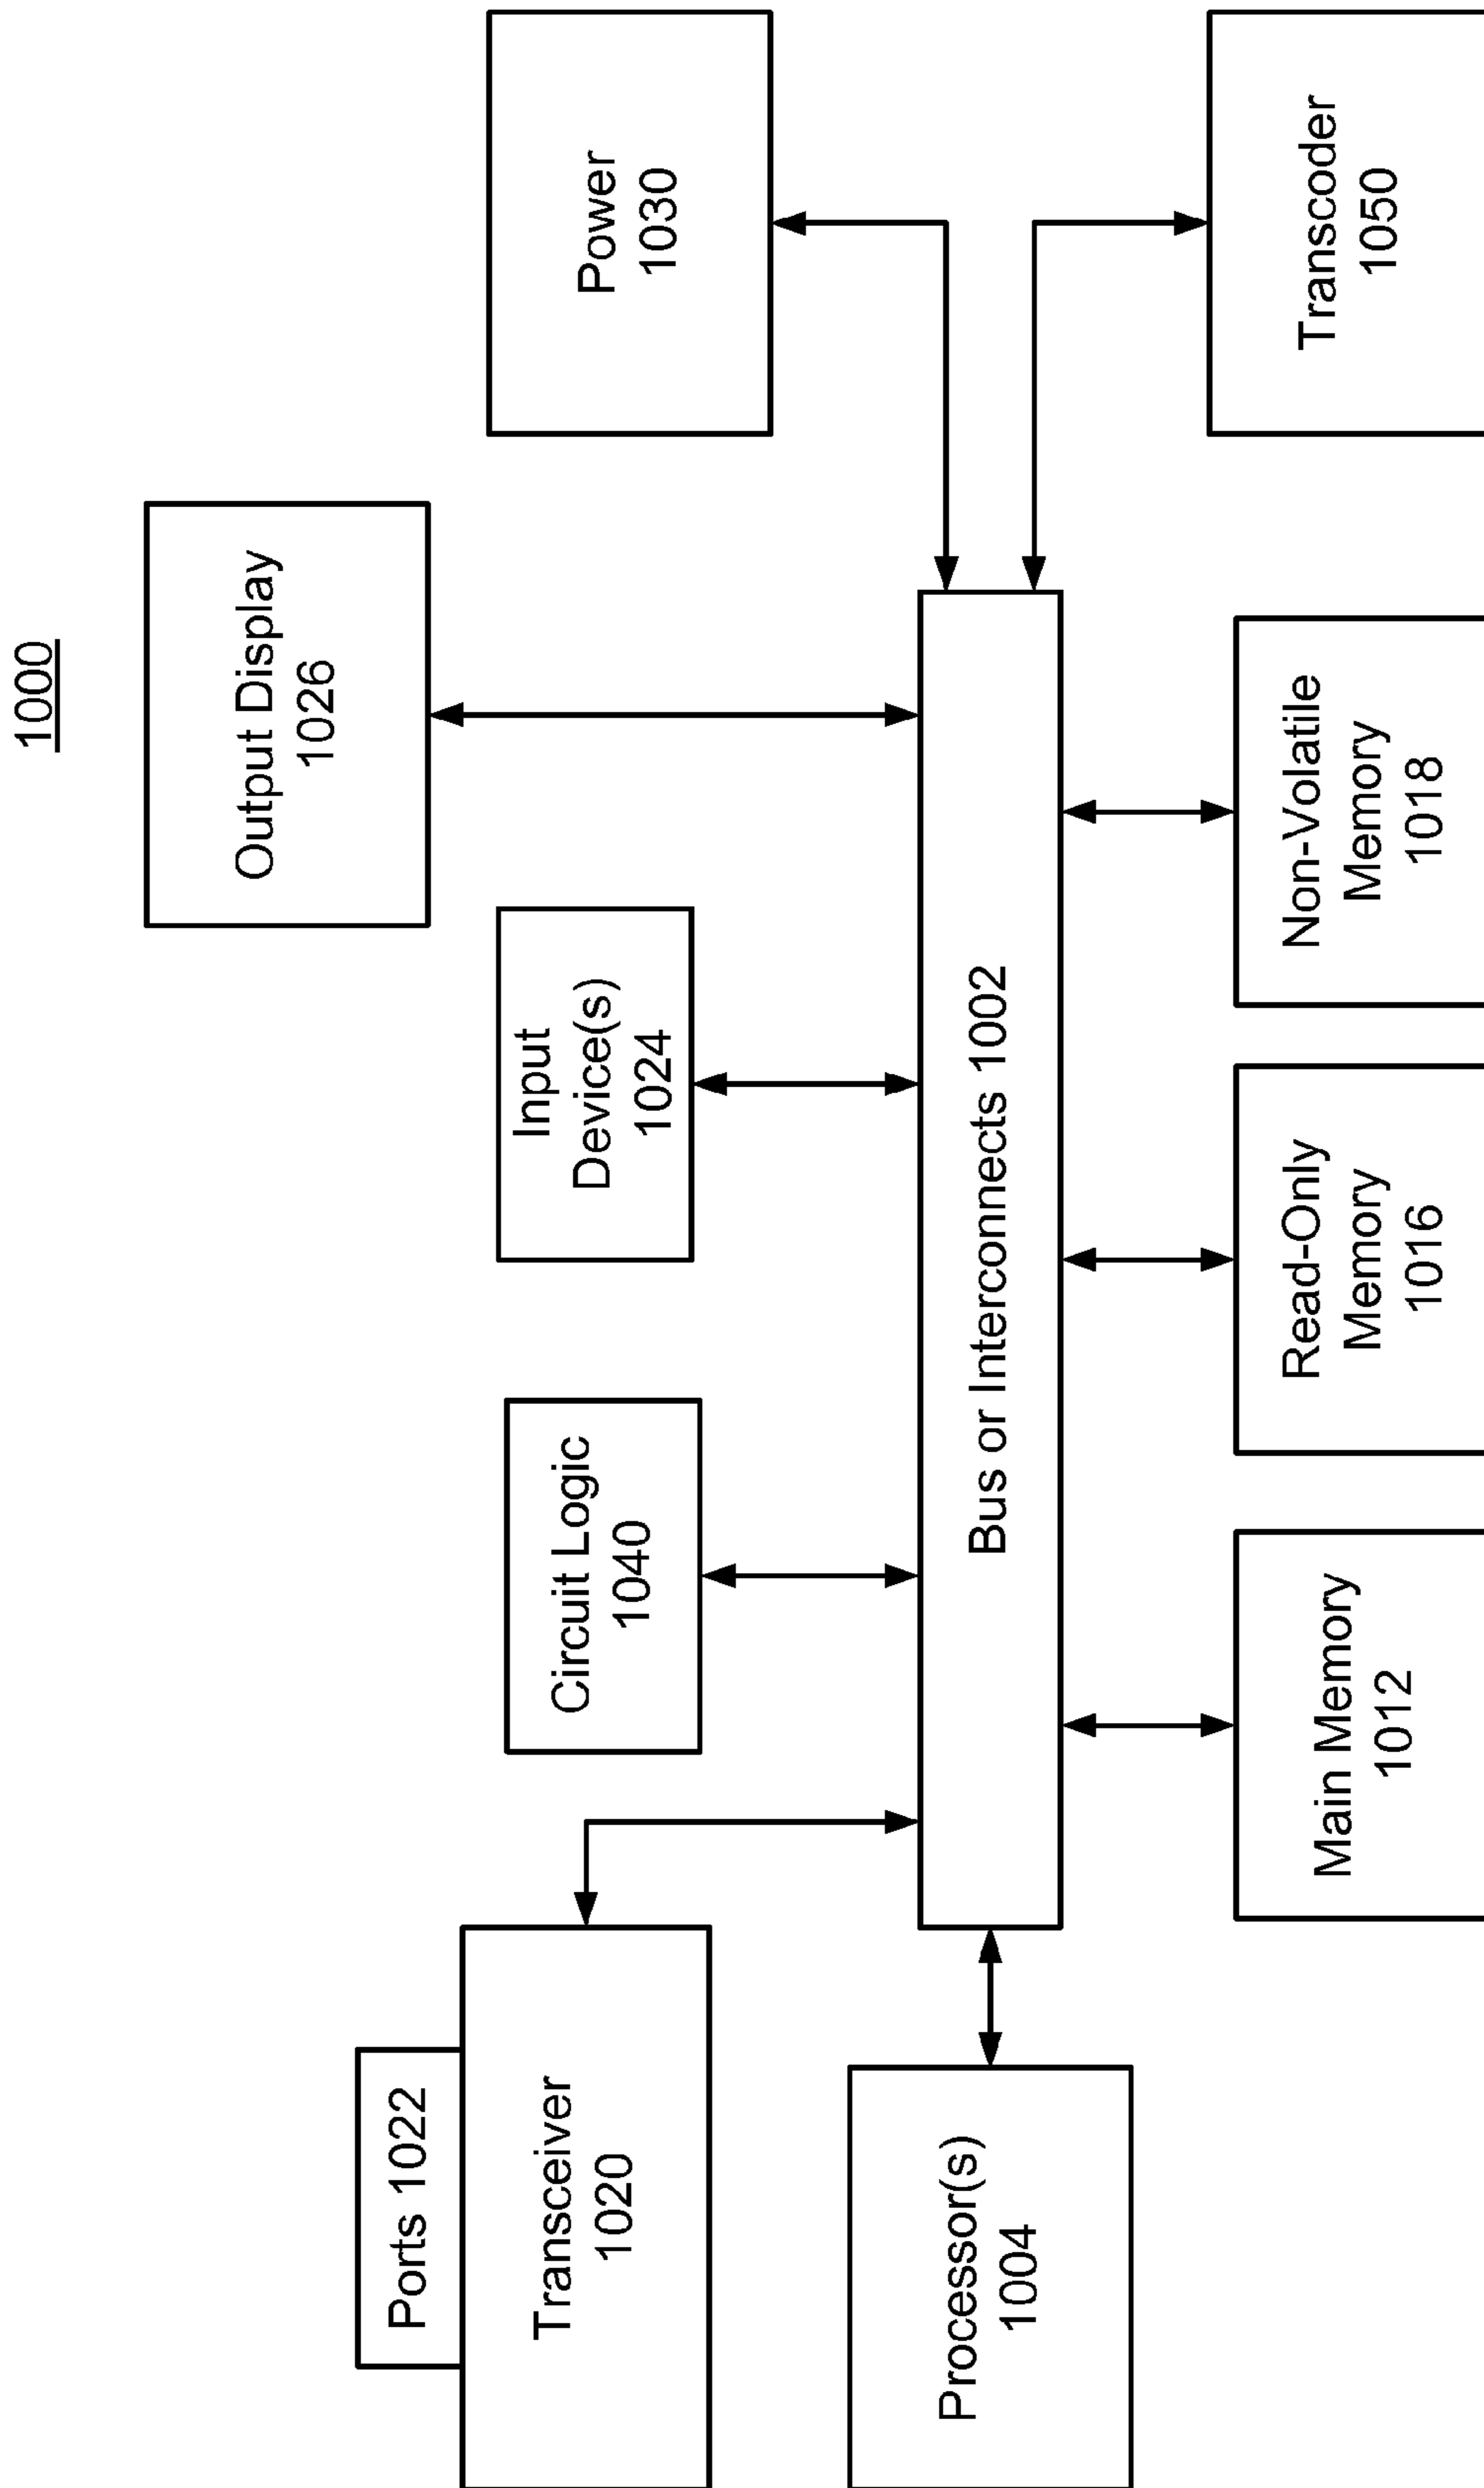 1000
Output Display
1026
Ports 1022
Transceiver
1020
Circuit Logic
1040
Input
Device(s)
1024
Power
1030
Processor(s)
1004
Bus or Interconnects 1002
Main Memory
1012
Read-Only
Memory
1016
Non-Volatile
Memory
1018
Transcoder
1050